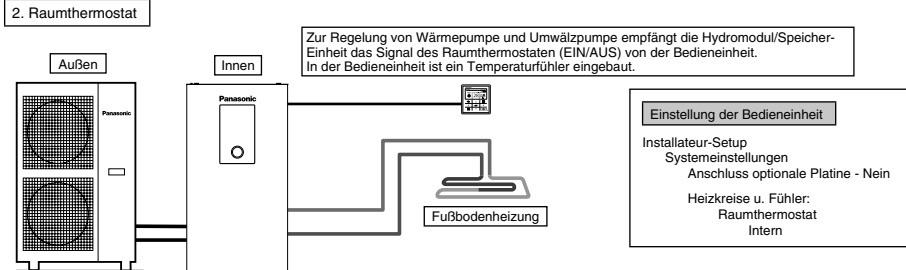 2. Raumthermostat
Zur Regelung von Wärmepumpe und Umwälzpumpe empfängt die Hydromodul/Speicher-
Einheit das Signal des Raumthermostaten (EIN/AUS) von der Bedieneinheit.
In der Bedieneinheit ist ein Temperaturfühler eingebaut.
Außen
Innen
Panasonic
Panasonic
Einstellung der Bedieneinheit
Installateur-Setup
Systemeinstellungen
Anschluss optionale Platine - Nein
Heizkreise u. Fühler:
Raumthermostat
Intern
Fußbodenheizung